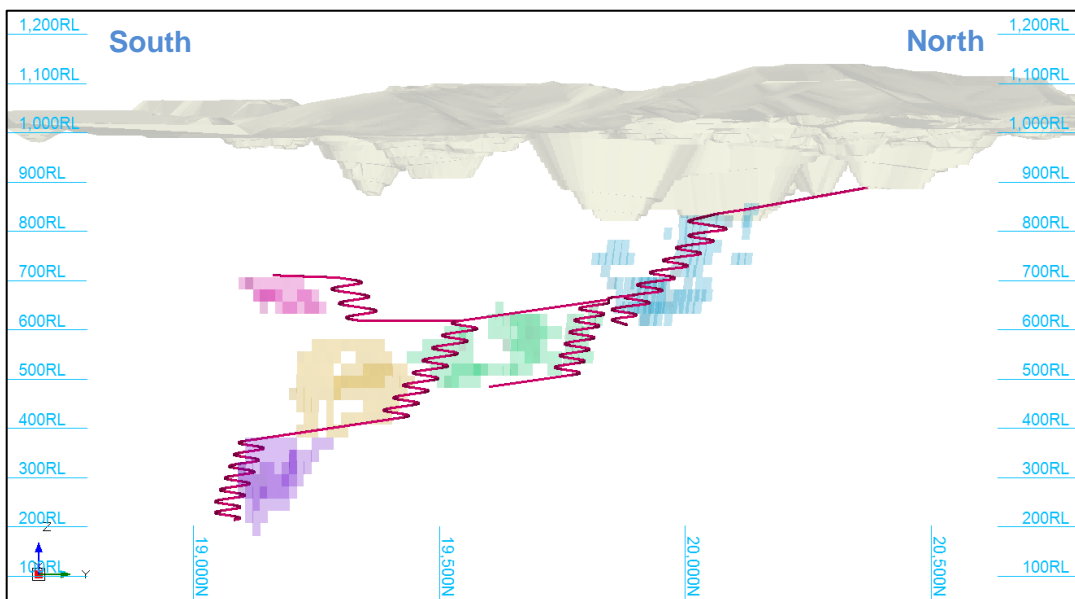 South
North
1,200RL
1,200RL
1,100RL
1,100RL
1,000RL
1,000RL
900RL
900RL
800RL
800RL
700RL
700RL
600RL
600RL
500RL
500RL
400RL
400RL
300RL
300RL
200RL
200RL
100RL
100RL
19,000N
19,500N
20,000N
20,500N
Z
Y